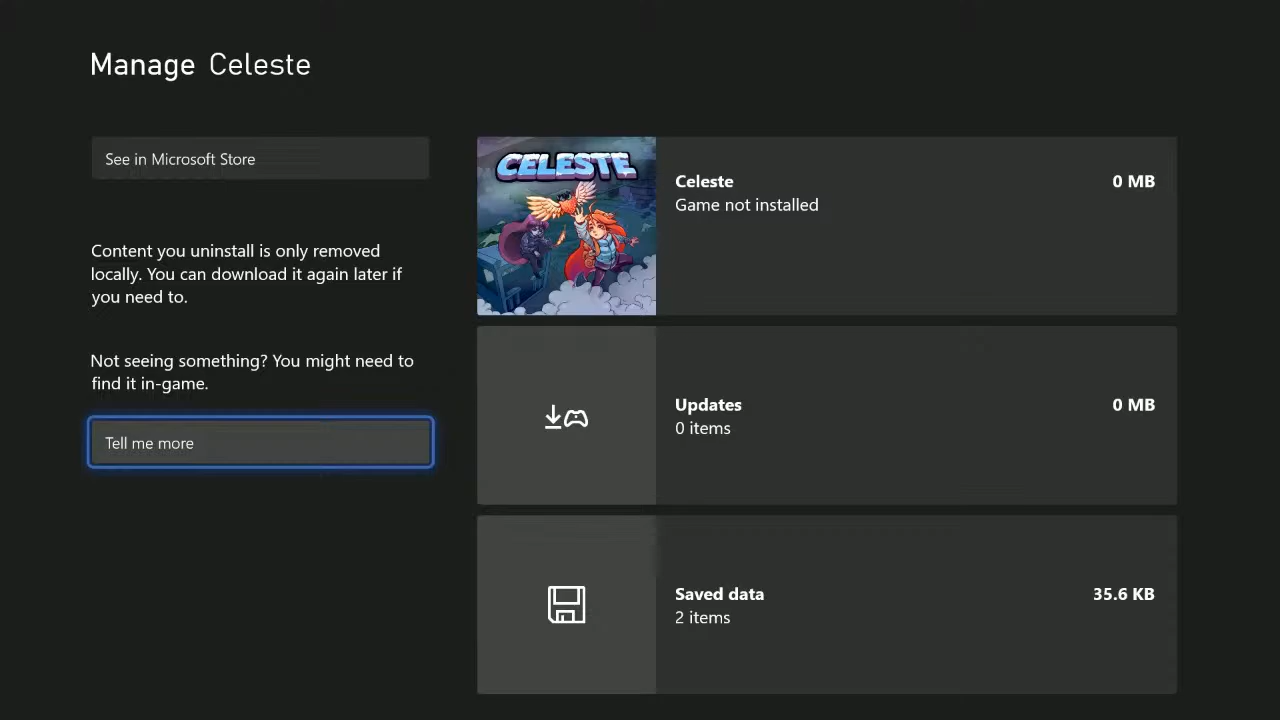 Manage Celeste
See in Microsoft Store
Content you uninstall is only removed
locally. You can download it again later if
you need to.
Not seeing something? You might need to
find it in-game.
Tell me more
CELESTE
Celeste 0 MB
Game not installed
Updates 0 MB
0 items
Saved data 35.6 KB
2 items